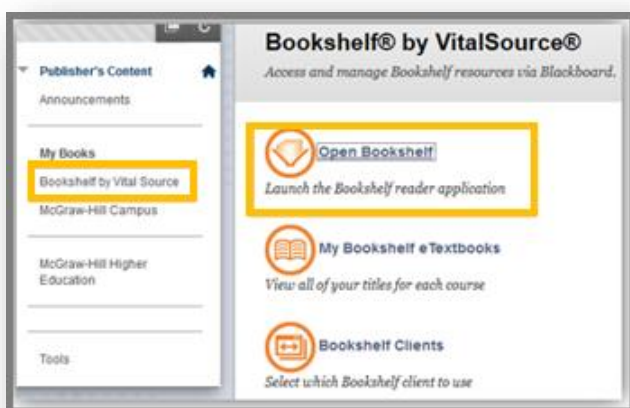 Publisher's Content
Announcements
My Books
Bookshelf by Vital Source
McGraw-Hill Campus
McGraw-Hill Higher
Education
Tools
Bookshelf® by VitalSource®
Access and manage Bookshelf resources via Blackboard.
Open Bookshelf
Launch the Bookshelf reader application
My Bookshelf eTextbooks
View all of your titles for each course
Bookshelf Clients
Select which Bookshelf client to use